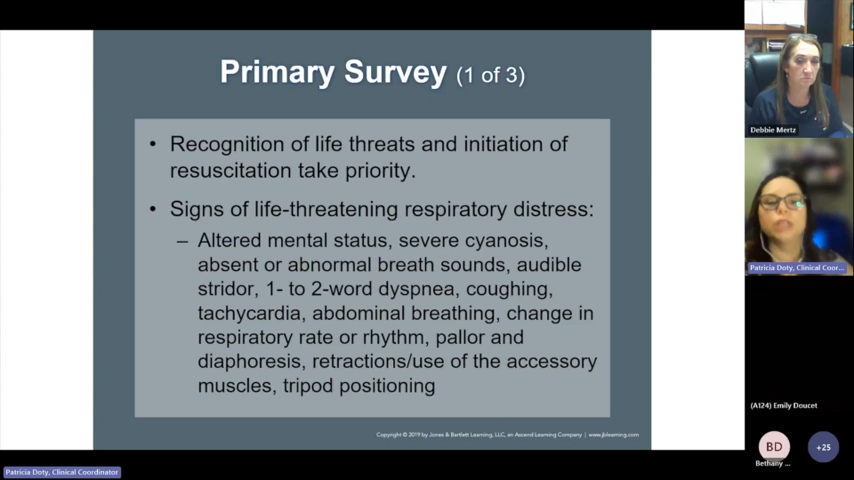 Primary Survey (1 of 3)
• Recognition of life threats and initiation of
resuscitation take priority.
• Signs of life-threatening respiratory distress:
– Altered mental status, severe cyanosis,
absent or abnormal breath sounds, audible
stridor, 1- to 2-word dyspnea, coughing,
tachycardia, abdominal breathing, change in
respiratory rate or rhythm, pallor and
diaphoresis, retractions/use of the accessory
muscles, tripod positioning
Copyright © 2019 by Jones & Bartlett Learning, LLC, an Ascend Learning Company | www.jblearning.com
Debbie Mertz
Patricia Doty, Clinical Coor...
(A124) Emily Doucet
BD
+25
Bethany ...
Patricia Doty, Clinical Coordinator